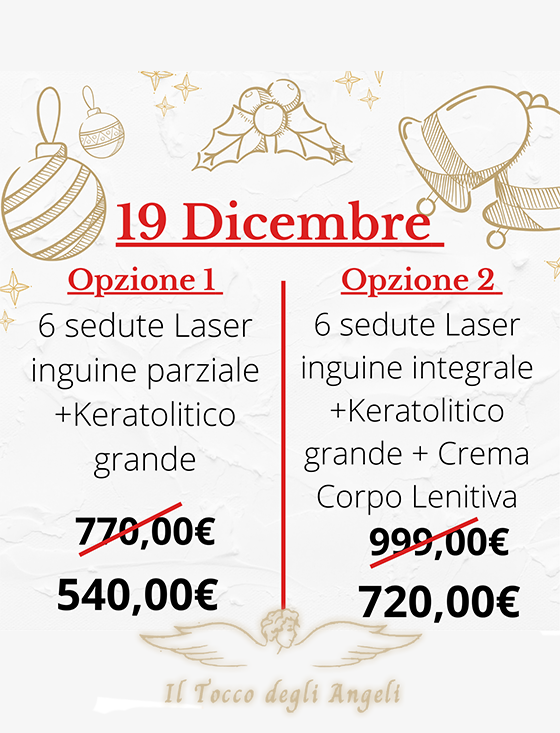 19 Dicembre
Opzione 1
6 sedute Laser
inguine parziale
+Keratolitico
grande
770,00€
540,00€
Opzione 2
6 sedute Laser
inguine integrale
+Keratolitico
grande + Crema
Corpo Lenitiva
999,00€
720,00€
Il Tocco degli Angeli